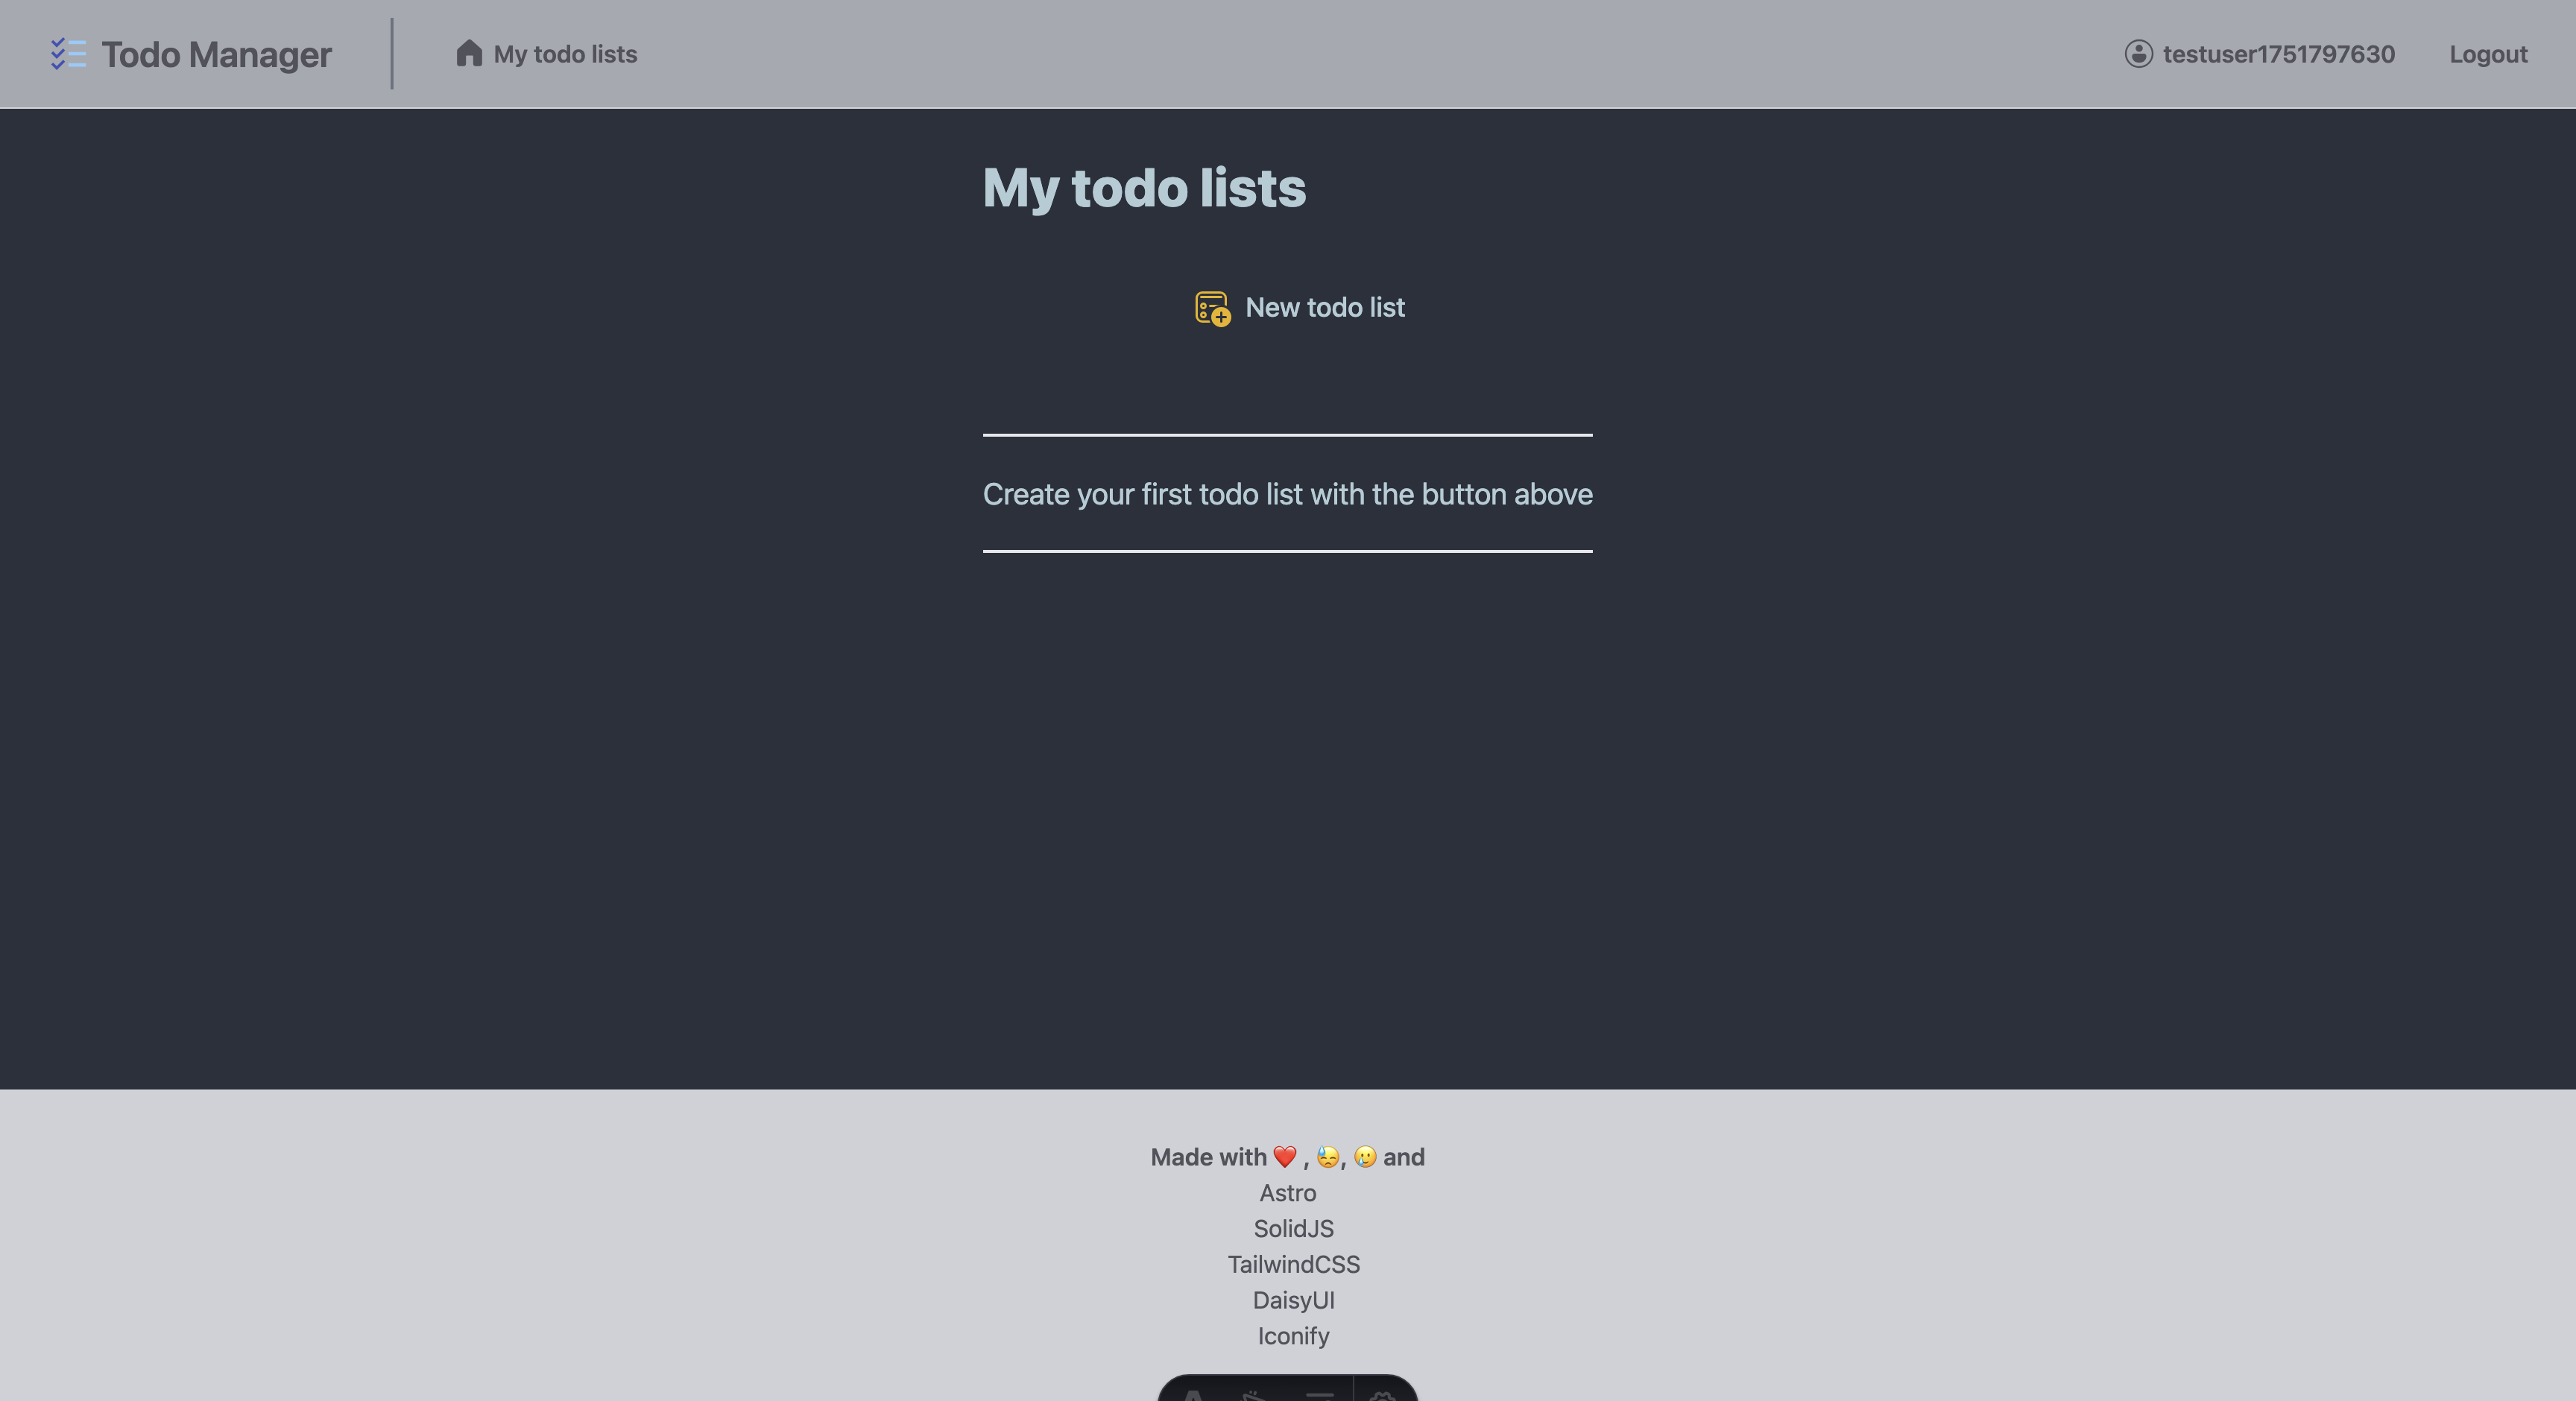 Todo Manager
My todo lists
testuser1751797630
Logout
My todo lists
New todo list
Create your first todo list with the button above
Made with ❤️ , 😓, 🥲 and
Astro
SolidJS
TailwindCSS
DaisyUI
Iconify